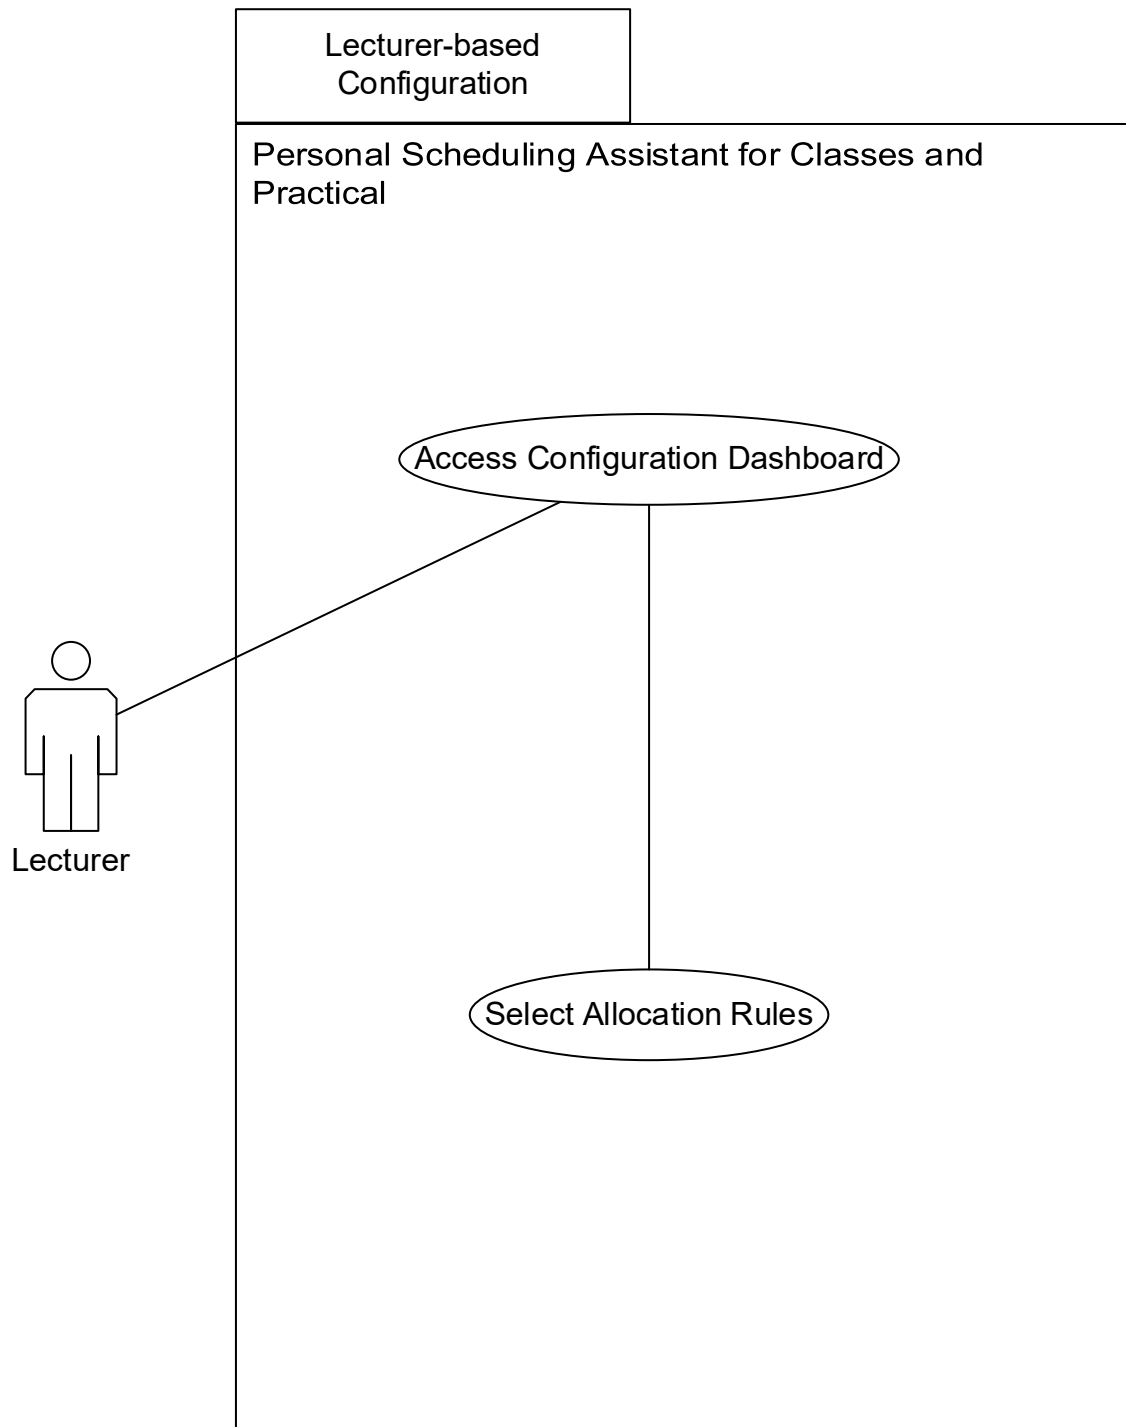 Lecturer-based
Configuration
Personal Scheduling Assistant for Classes and
Practical
Access Configuration Dashboard
Lecturer
Select Allocation Rules